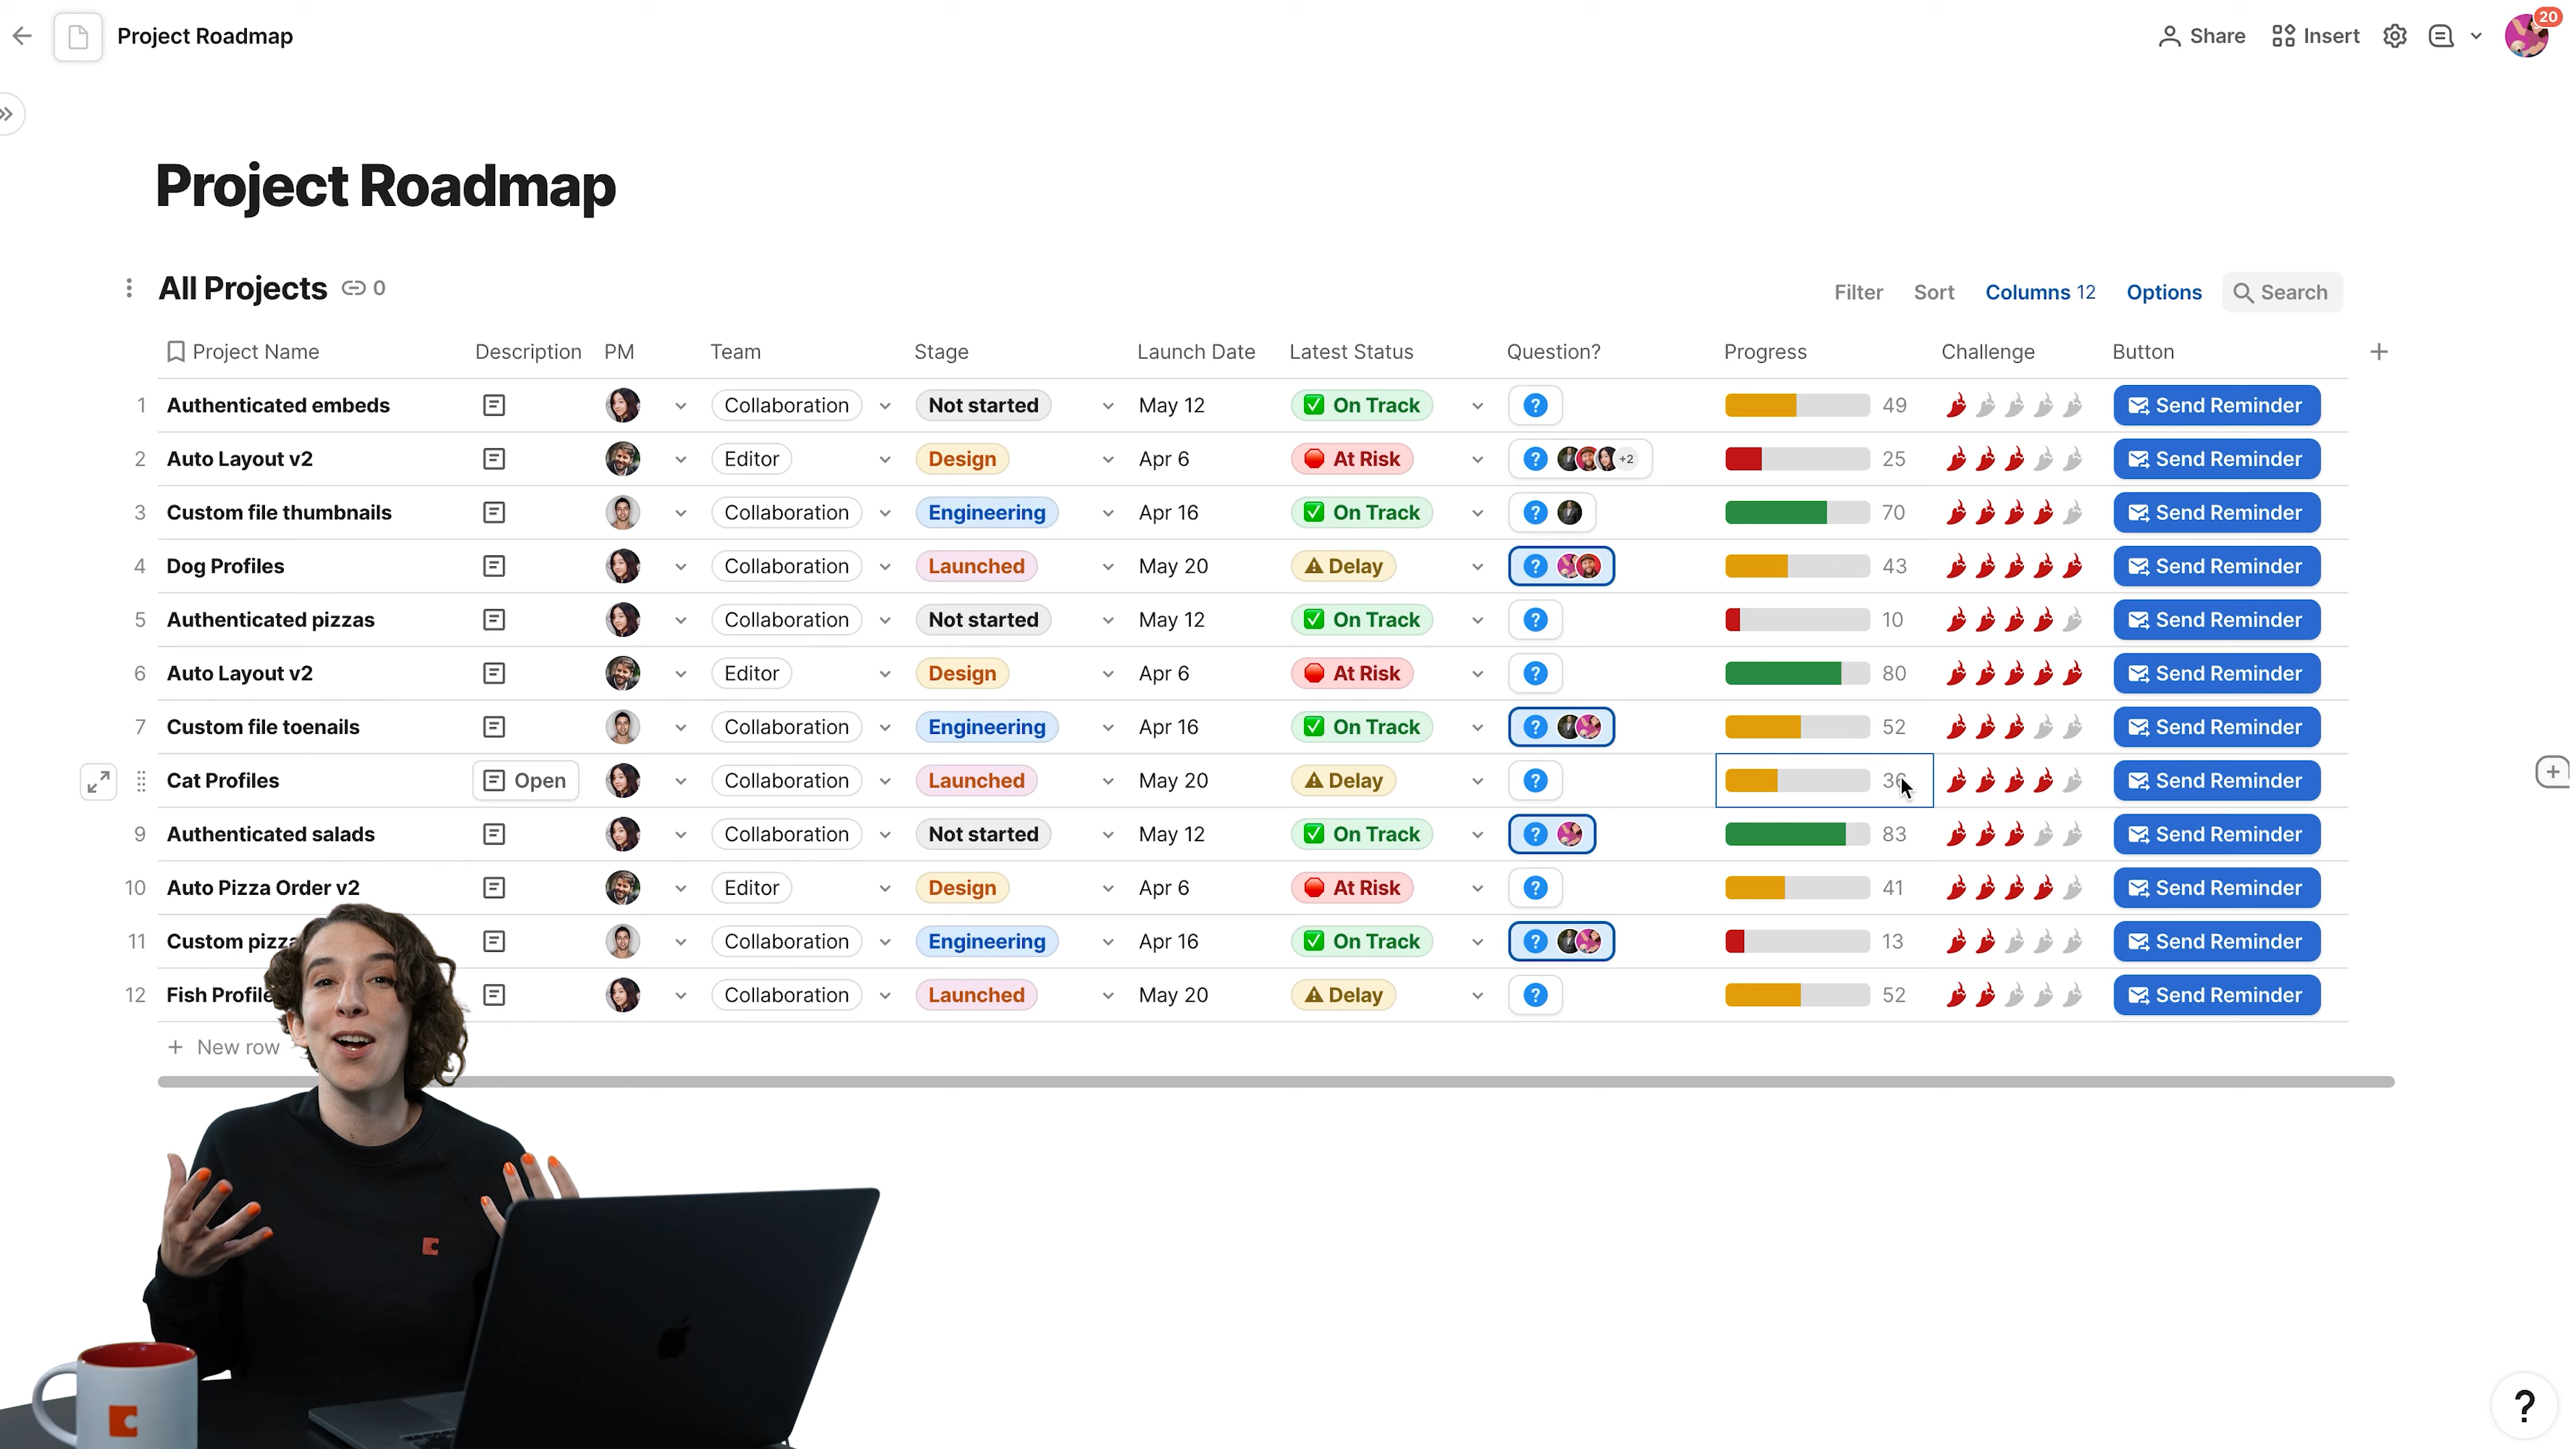 Project Roadmap
Share
Insert
20
Project Roadmap
All Projects 0
Filter Sort Columns 12 Options Search
Project Name Description PM Team Stage Launch Date Latest Status Question? Progress Challenge Button
1 Authenticated embeds Collaboration Not started May 12 On Track ? 49 Send Reminder
2 Auto Layout v2 Editor Design Apr 6 At Risk ? +2 25 Send Reminder
3 Custom file thumbnails Collaboration Engineering Apr 16 On Track ? 70 Send Reminder
4 Dog Profiles Collaboration Launched May 20 Delay ? 43 Send Reminder
5 Authenticated pizzas Collaboration Not started May 12 On Track ? 10 Send Reminder
6 Auto Layout v2 Editor Design Apr 6 At Risk ? 80 Send Reminder
7 Custom file toenails Collaboration Engineering Apr 16 On Track ? 52 Send Reminder
Cat Profiles Open Collaboration Launched May 20 Delay ? Send Reminder
9 Authenticated salads Collaboration Not started May 12 On Track ? 83 Send Reminder
10 Auto Pizza Order v2 Editor Design Apr 6 At Risk ? 41 Send Reminder
11 Custom Collaboration Engineering Apr 16 On Track ? 13 Send Reminder
12 Fish Collaboration Launched May 20 Delay ? 52 Send Reminder
+ New row
?